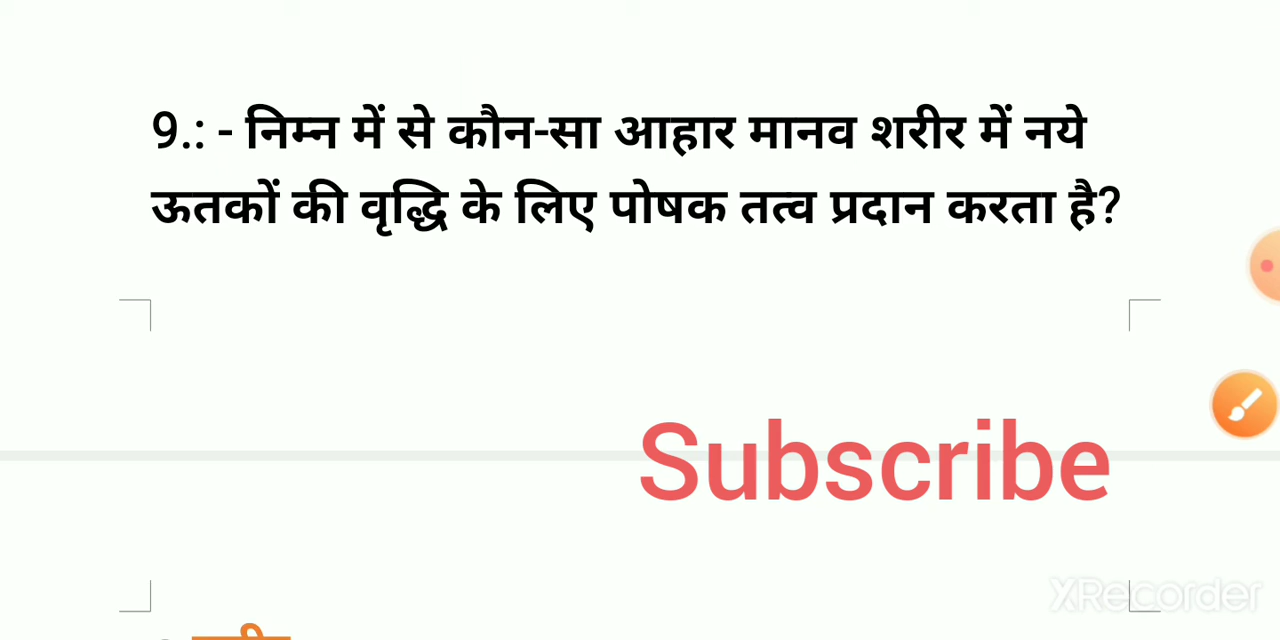 9.: - निम्न में से कौन-सा आहार मानव शरीर में नये
ऊतकों की वृद्धि के लिए पोषक तत्व प्रदान करता है?
Subscribe
XRecorder